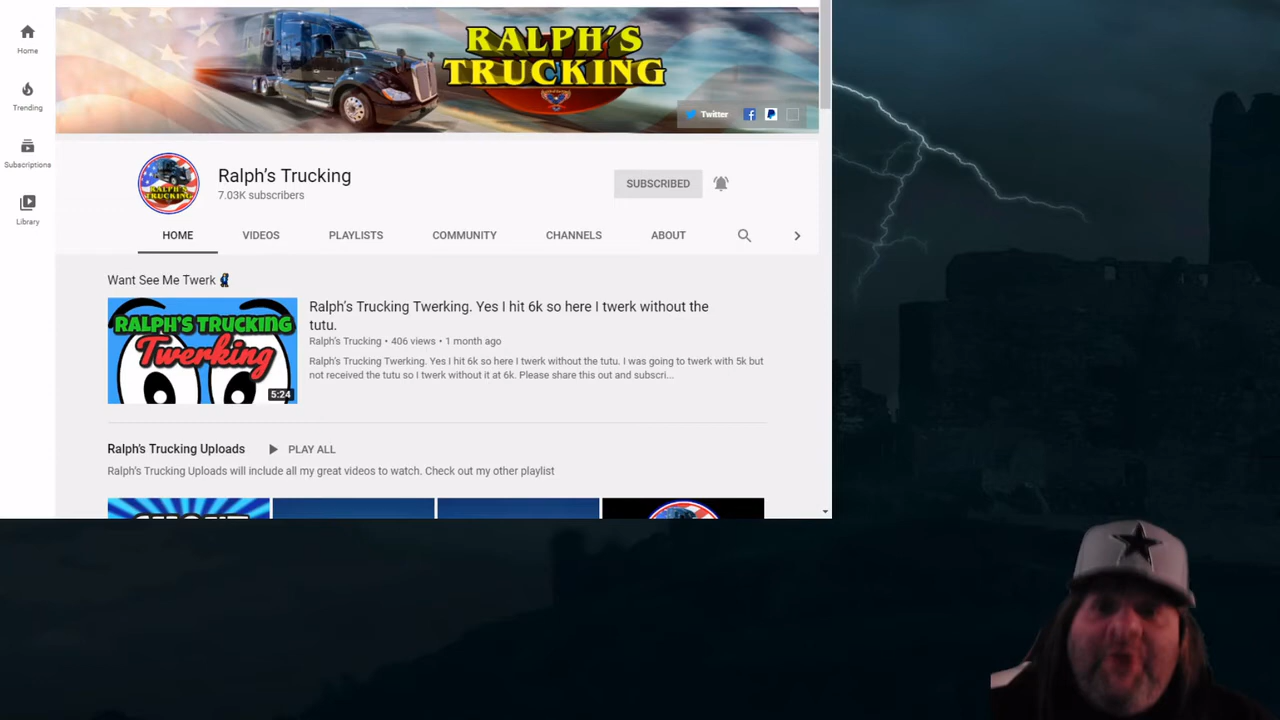 RALPH'S
TRUCKING
Twitter
Home
Trending
Subscriptions
Library
RALPH'S
TRUCKING
Ralph's Trucking
7.03K subscribers
SUBSCRIBED
HOME VIDEOS PLAYLISTS COMMUNITY CHANNELS ABOUT
Want See Me Twerk
RALPH'S TRUCKING
Twerking
5:24
Ralph's Trucking Twerking. Yes I hit 6k so here I twerk without the
tutu.
Ralph's Trucking • 406 views • 1 month ago
Ralph's Trucking Twerking. Yes I hit 6k so here I twerk without the tutu. I was going to twerk with 5k but
not received the tutu so I twerk without it at 6k. Please share this out and subscri...
Ralph's Trucking Uploads PLAY ALL
Ralph's Trucking Uploads will include all my great videos to watch. Check out my other playlist